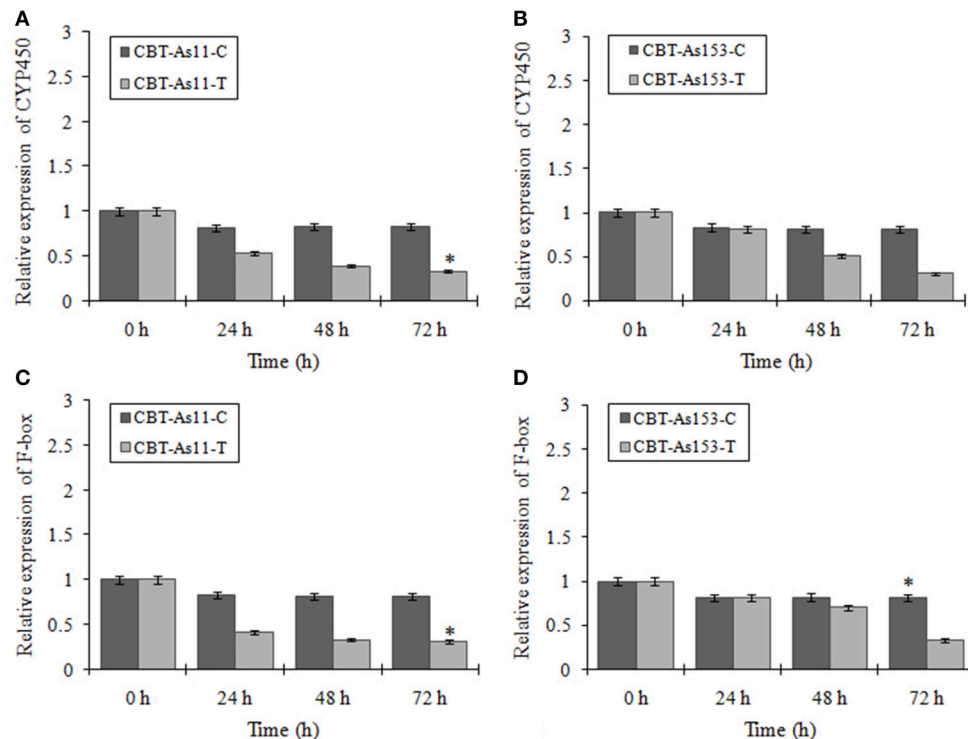 A
Relative expression of CYP450
3
2.5
2
1.5
1
0.5
0
CBT-As11-C
CBT-As11-T
*
0 h 24 h 48 h 72 h
Time (h)
B
Relative expression of CYP450
3
2.5
2
1.5
1
0.5
0
CBT-As153-C
CBT-As153-T
0 h 24 h 48 h 72 h
Time (h)
C
Relative expression of F-box
3
2.5
2
1.5
1
0.5
0
CBT-As11-C
CBT-As11-T
*
0 h 24 h 48 h 72 h
Time (h)
D
Relative expression of F-box
3
2.5
2
1.5
1
0.5
0
CBT-As153-C
CBT-As153-T
*
0 h 24 h 48 h 72 h
Time (h)